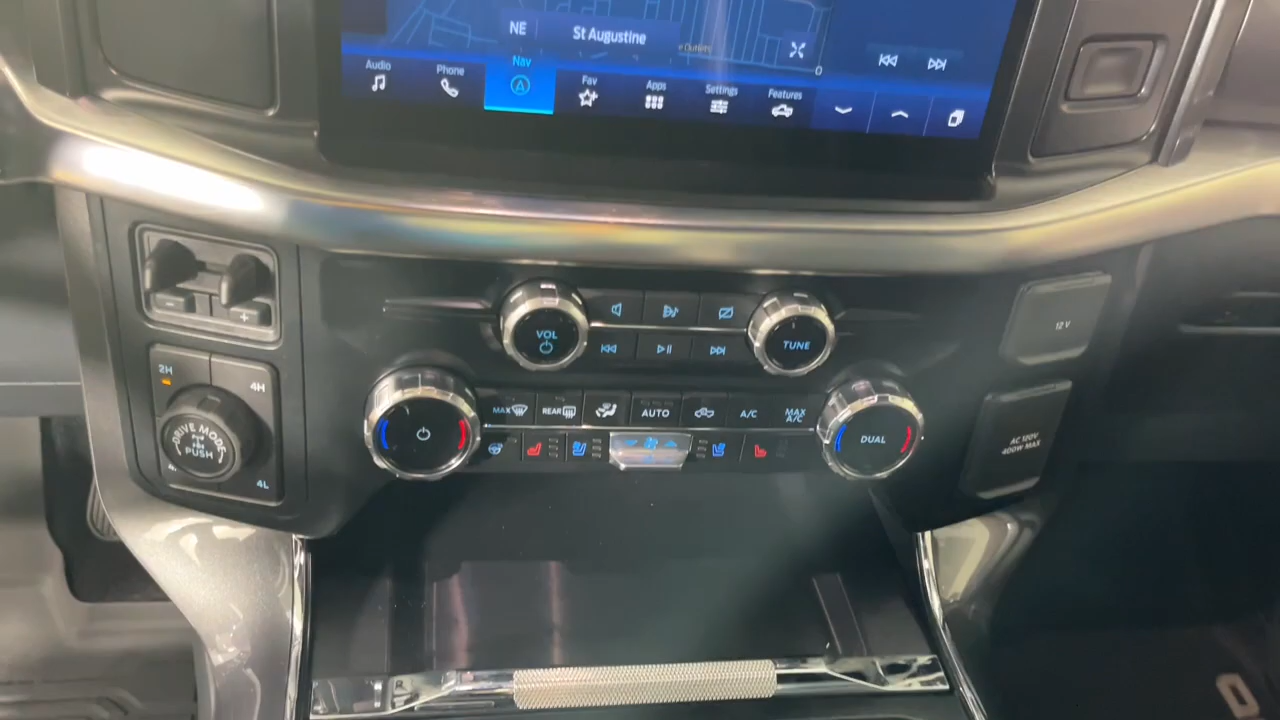 NE
St Augustine
Audio
Phone
Nav
Fav
Apps
Settings
Features
0
12 V
VOL
TUNE
2H
4H
DRIVE MODE
PUSH
4L
MAX
REAR
AUTO
A/C
MAX
A/C
DUAL
AC 120V
400W MAX